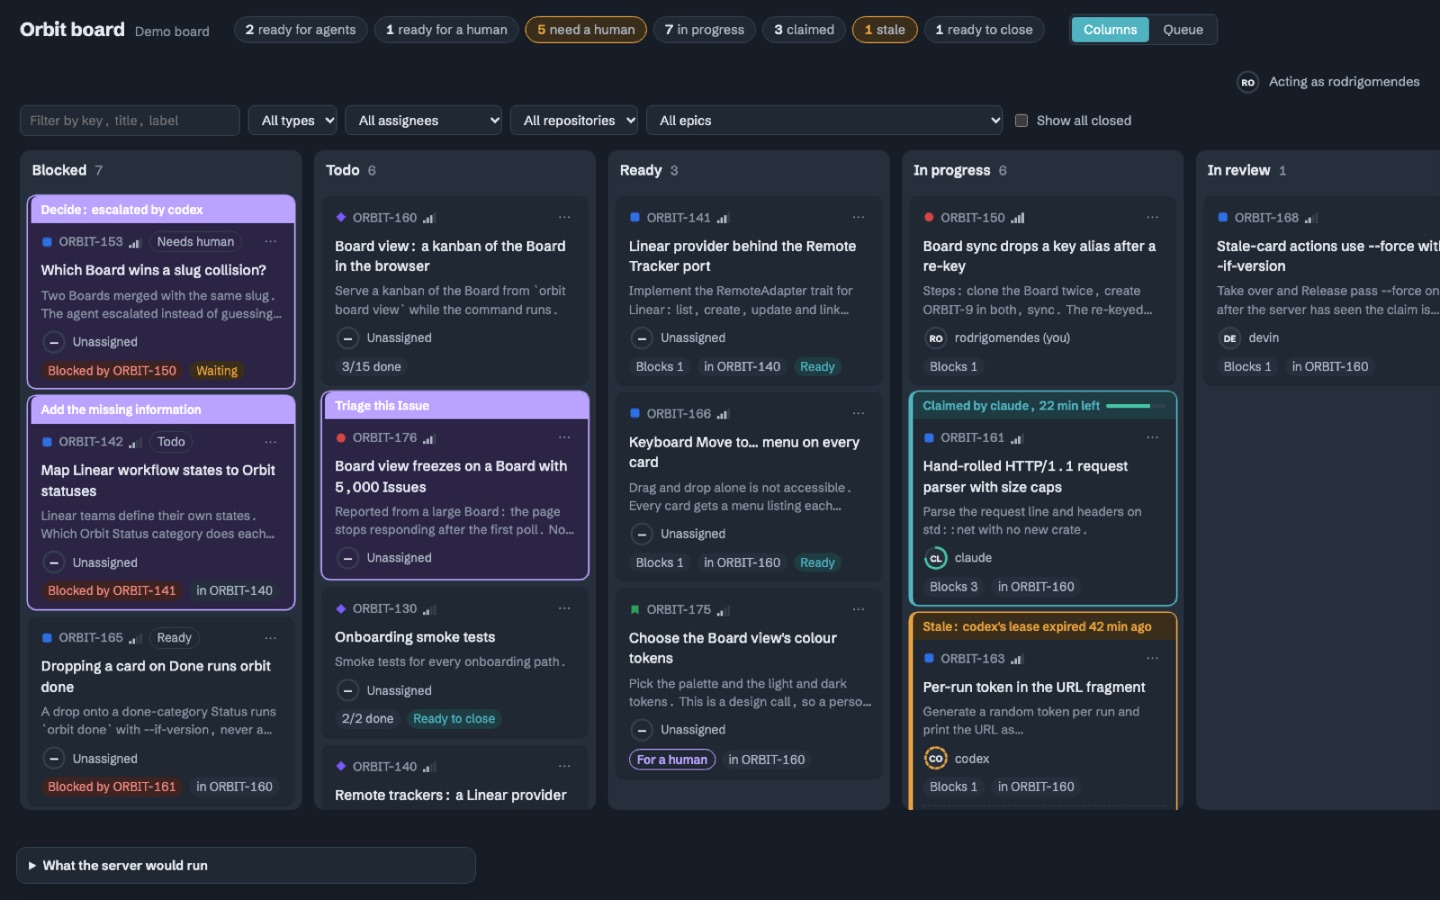 Orbit board Demo board 2 ready for agents 1 ready for a human 5 need a human 7 in progress 3 claimed 1 stale 1 ready to close Columns Queue
RO Acting as rodrigomendes
Filter by key, title, label All types All assignees All repositories All epics Show all closed
Blocked 7
Decide: escalated by codex
ORBIT-153 Needs human ...
Which Board wins a slug collision?
Two Boards merged with the same slug.
The agent escalated instead of guessing...
Unassigned
Blocked by ORBIT-150 Waiting
Add the missing information
ORBIT-142 Todo ...
Map Linear workflow states to Orbit
statuses
Linear teams define their own states.
Which Orbit Status category does each...
Unassigned
Blocked by ORBIT-141 in ORBIT-140
ORBIT-165 Ready ...
Dropping a card on Done runs orbit
done
A drop onto a done-category Status runs
`orbit done` with --if-version, never a...
Unassigned
Blocked by ORBIT-161 in ORBIT-160
Todo 6
ORBIT-160 ...
Board view: a kanban of the Board
in the browser
Serve a kanban of the Board from `orbit
board view` while the command runs.
Unassigned
3/15 done
Triage this Issue
ORBIT-176 ...
Board view freezes on a Board with
5,000 Issues
Reported from a large Board: the page
stops responding after the first poll. No...
Unassigned
ORBIT-130 ...
Onboarding smoke tests
Smoke tests for every onboarding path.
Unassigned
2/2 done Ready to close
ORBIT-140 ...
Remote trackers: a Linear provider
Ready 3
ORBIT-141 ...
Linear provider behind the Remote
Tracker port
Implement the RemoteAdapter trait for
Linear: list, create, update and link...
Unassigned
Blocks 1 in ORBIT-140 Ready
ORBIT-166 ...
Keyboard Move to... menu on every
card
Drag and drop alone is not accessible.
Every card gets a menu listing each...
Unassigned
Blocks 1 in ORBIT-160 Ready
ORBIT-175 ...
Choose the Board view's colour
tokens
Pick the palette and the light and dark
tokens. This is a design call, so a perso...
Unassigned
For a human in ORBIT-160
In progress 6
ORBIT-150 ...
Board sync drops a key alias after a
re-key
Steps: clone the Board twice, create
ORBIT-9 in both, sync. The re-keyed...
RO rodrigomendes (you)
Blocks 1
Claimed by claude, 22 min left
ORBIT-161 ...
Hand-rolled HTTP/1.1 request
parser with size caps
Parse the request line and headers on
std::net with no new crate.
CL claude
Blocks 3 in ORBIT-160
Stale: codex's lease expired 42 min ago
ORBIT-163 ...
Per-run token in the URL fragment
Generate a random token per run and
print the URL as...
CO codex
Blocks 1 in ORBIT-160
In review 1
ORBIT-168
Stale-card actions use --force with
-if-version
Take over and Release pass --force on
after the server has seen the claim is...
DE devin
Blocks 1 in ORBIT-160
What the server would run